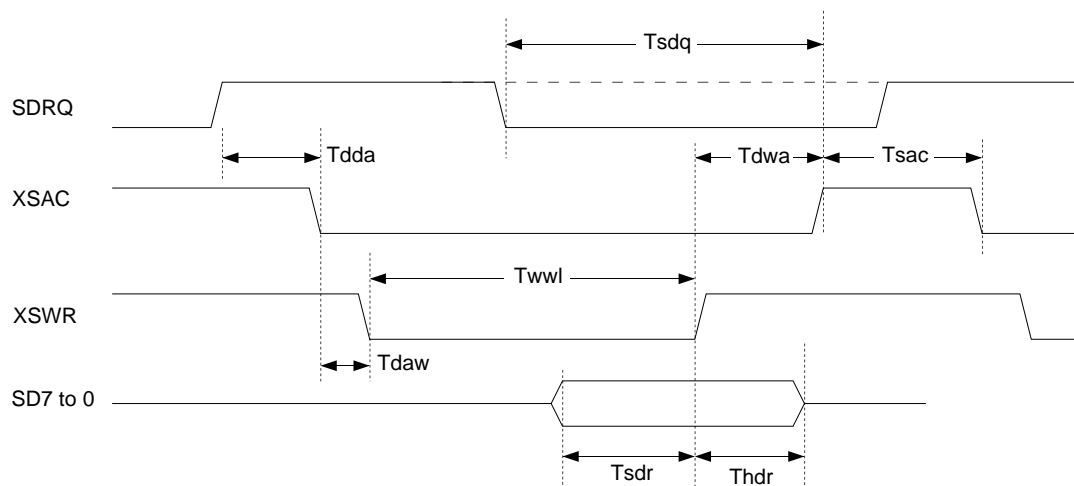 Tsdq
SDRQ
Tdda
Tdwa
Tsac
XSAC
Twwl
XSWR
Tdaw
SD7 to 0
Tsdr
Thdr